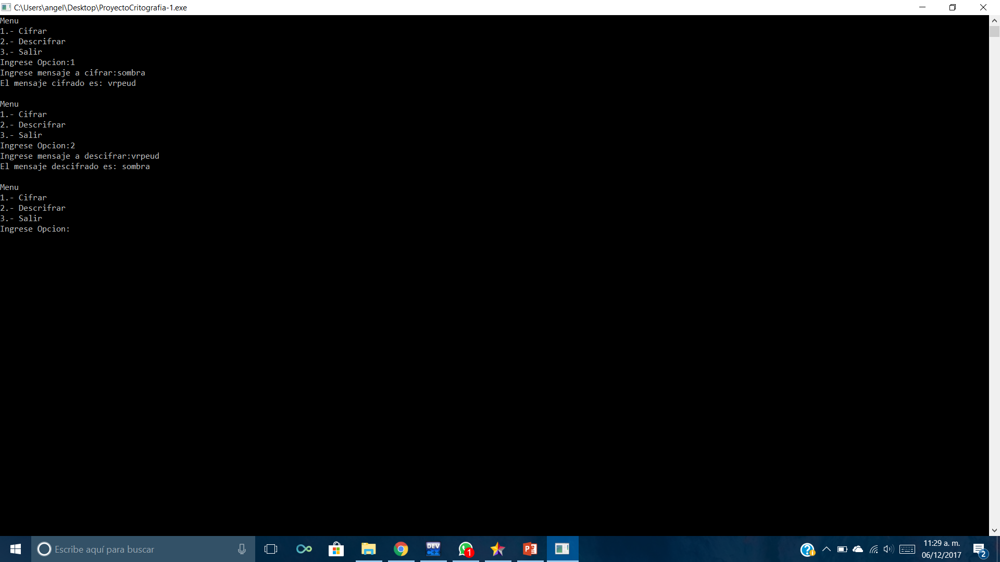 C:\Users\angel\Desktop\ProyectoCritografia-1.exe
Menu
1.- Cifrar
2.- Descrifrar
3.- Salir
Ingrese Opcion:1
Ingrese mensaje a cifrar:sombra
El mensaje cifrado es: vrpeud
Menu
1.- Cifrar
2.- Descrifrar
3.- Salir
Ingrese Opcion:2
Ingrese mensaje a descifrar:vrpeud
El mensaje descifrado es: sombra
Menu
1.- Cifrar
2.- Descrifrar
3.- Salir
Ingrese Opcion:
Escribe aquí para buscar
DEV
C++
1
P
11:29 a. m.
06/12/2017
2